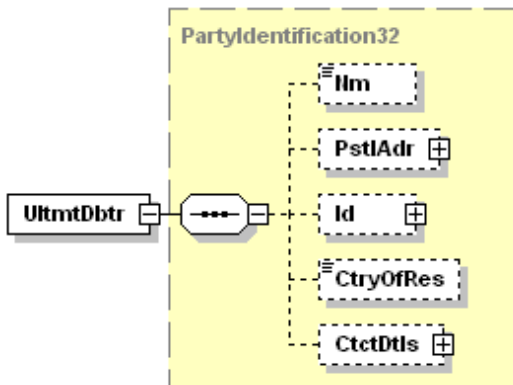 PartyIdentification32
Nm
PstlAdr
UltmtDbtr
Id
CtryOfRes
CtctDtls